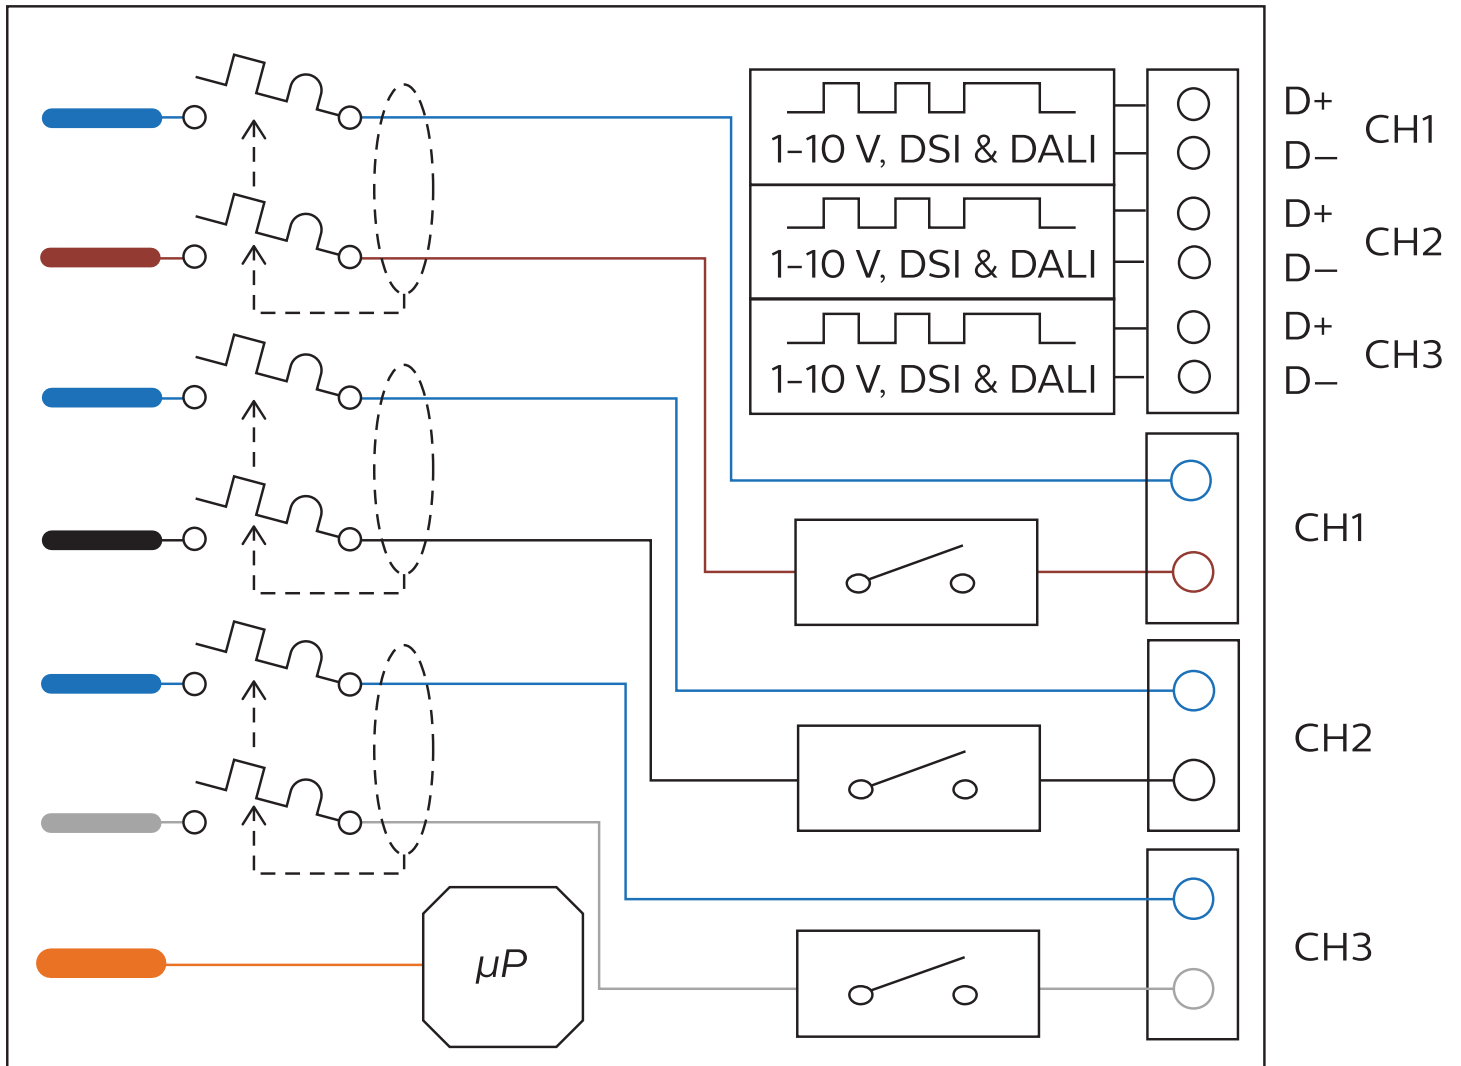 1–10 V, DSI & DALI
D+
D–
CH1
1–10 V, DSI & DALI
D+
D–
CH2
1–10 V, DSI & DALI
D+
D–
CH3
CH1
CH2
CH3
µP